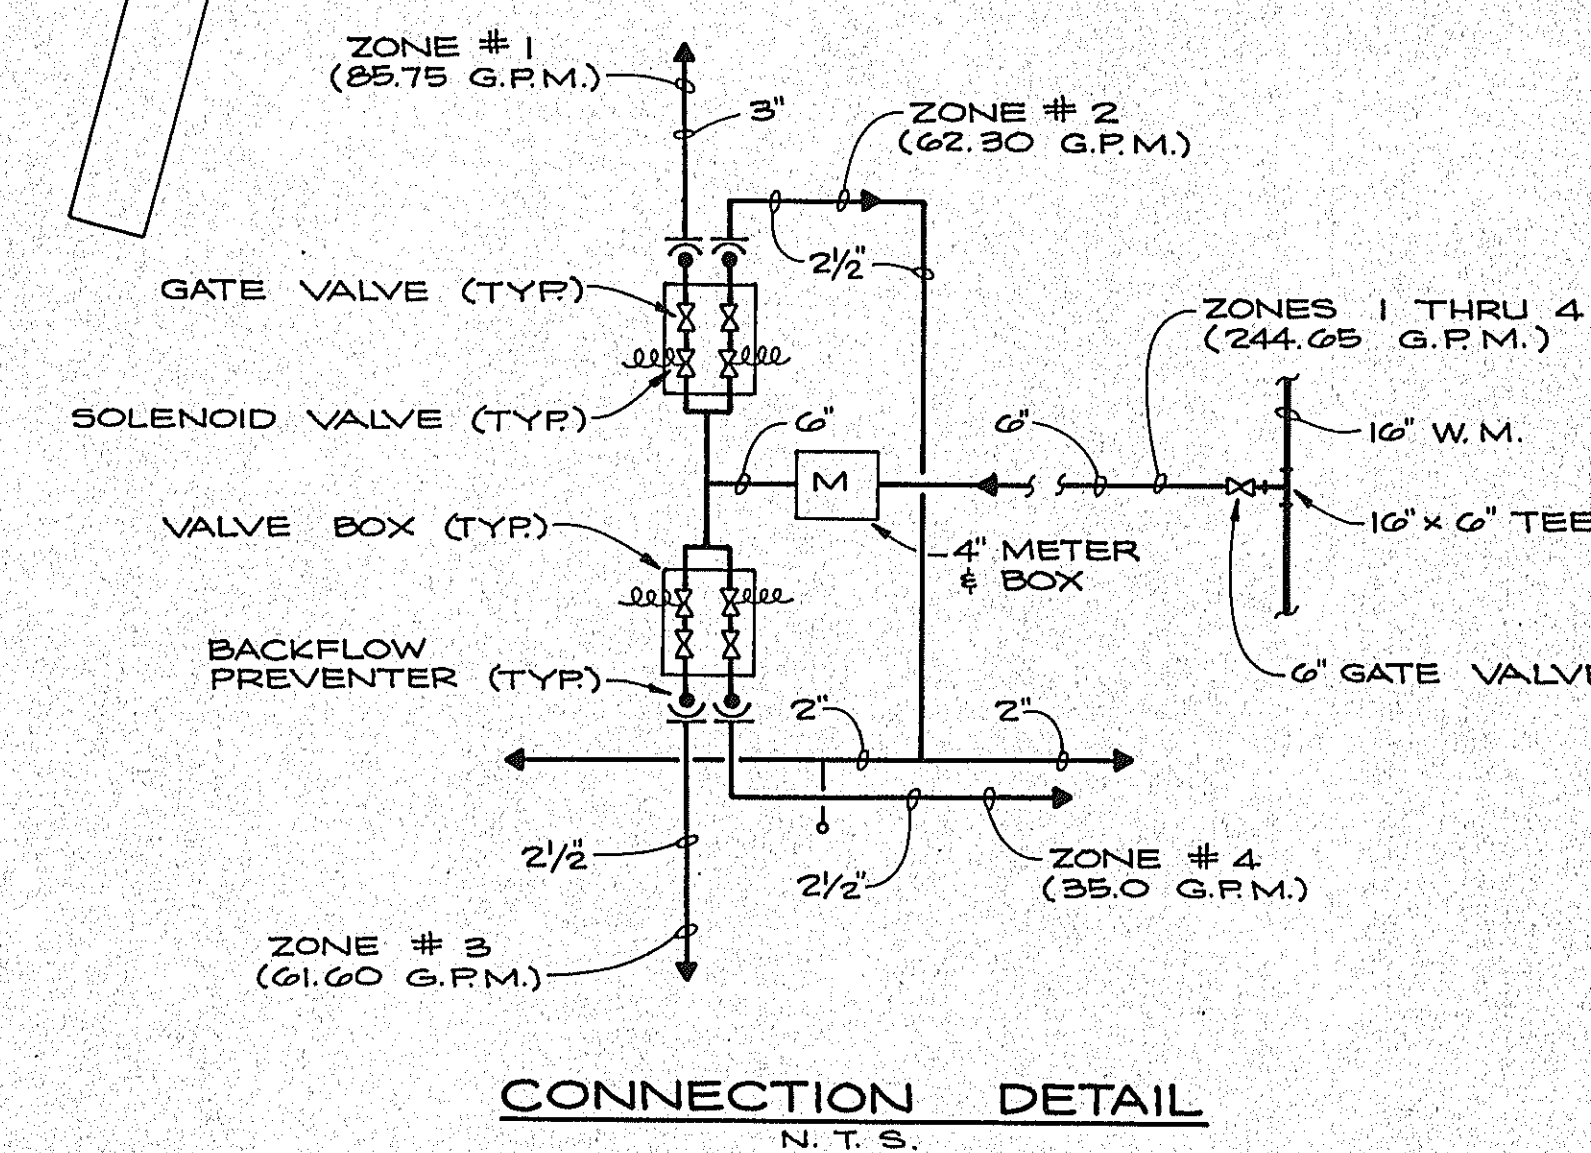 ZONE # 1
(85.75 G.P.M.)
3"
ZONE # 2
(62.30 G.P.M.)
2½"
GATE VALVE (TYP.)
ZONES 1 THRU 4
(244.65 G.P.M.)
SOLENOID VALVE (TYP.)
6"
6"
16" W.M.
M
VALVE BOX (TYP.)
16" x 6" TEE
4" METER
& BOX
BACKFLOW
PREVENTER (TYP.)
6" GATE VALVE
2"
2"
2½"
2½"
ZONE # 4
(35.0 G.P.M.)
ZONE # 3
(61.60 G.P.M.)
CONNECTION DETAIL
N. T. S.